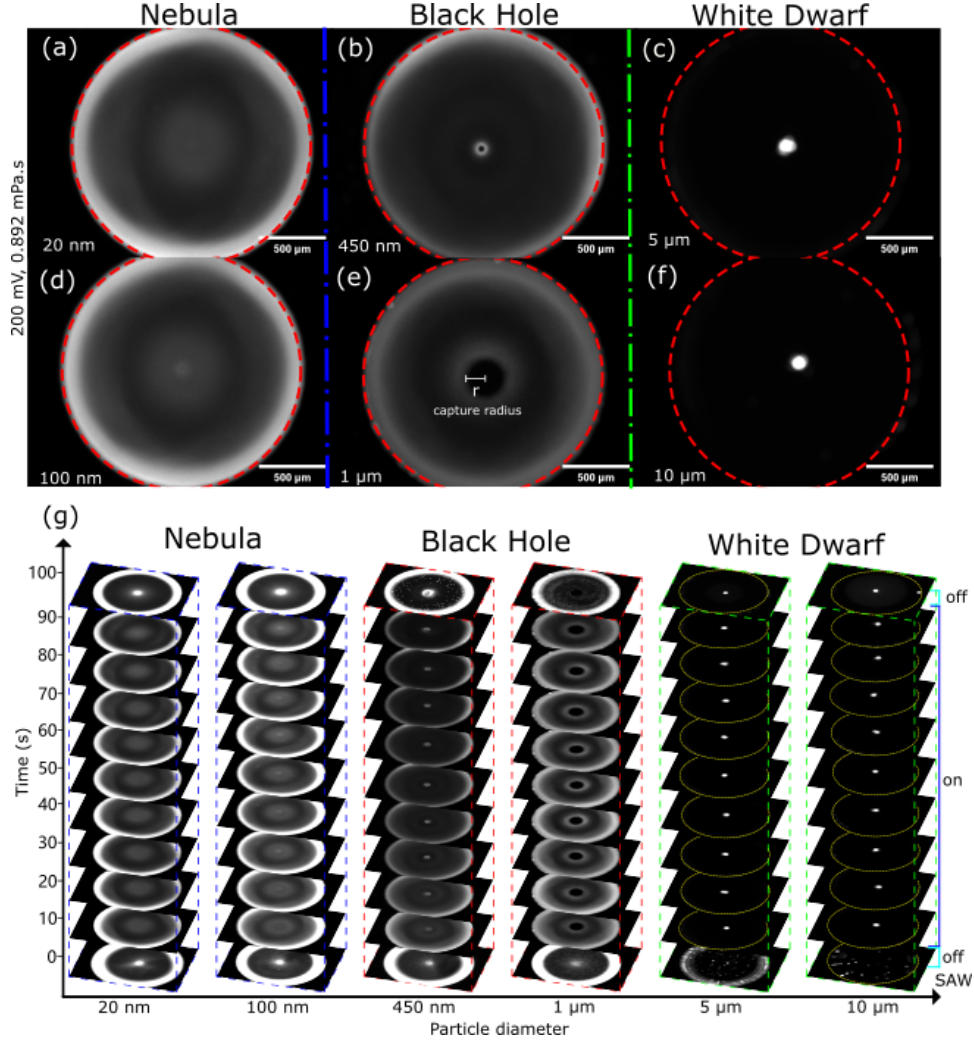 Nebula Black Hole White Dwarf
(a) (b) (c)
200 mV, 0.892 mPa.s
20 nm 500 µm 450 nm 500 µm 5 µm 500 µm
(d) (e) (f)
r
capture radius
100 nm 500 µm 1 µm 500 µm 10 µm 500 µm
(g)
Nebula Black Hole White Dwarf
100
off
90
80
70
60
Time (s)
50
on
40
30
20
10
0
off
SAW
20 nm 100 nm 450 nm 1 µm 5 µm 10 µm
Particle diameter